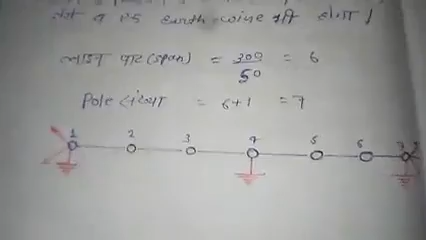 Earth-wire भी होगा।
लाइन पाट (span) = 300/50 = 6
Pole संख्या = 6+1 = 7
1 2 3 4 5 6 7